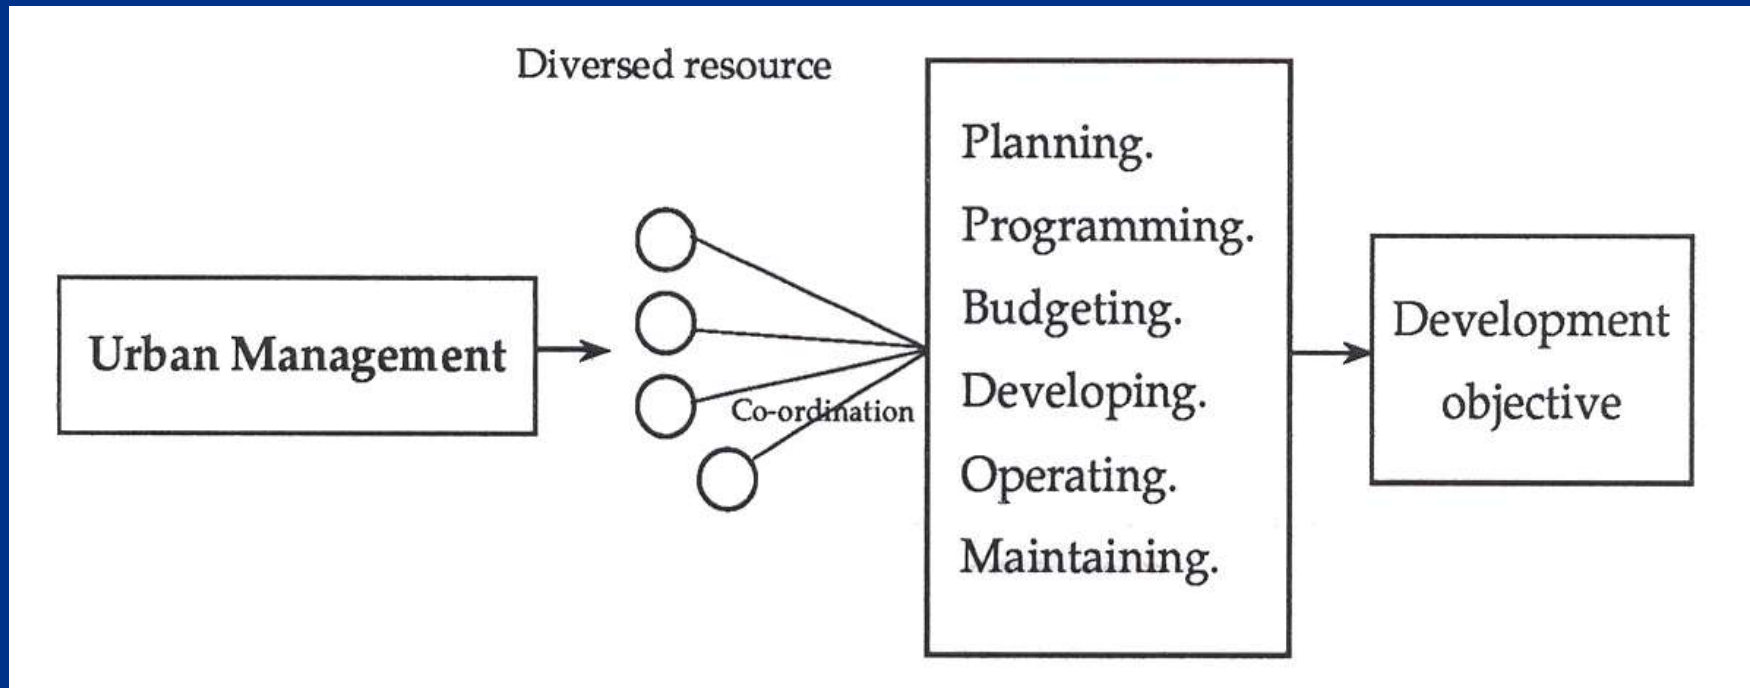 Diversed resource
Urban Management
Co-ordination
Planning.
Programming.
Budgeting.
Developing.
Operating.
Maintaining.
Development
objective